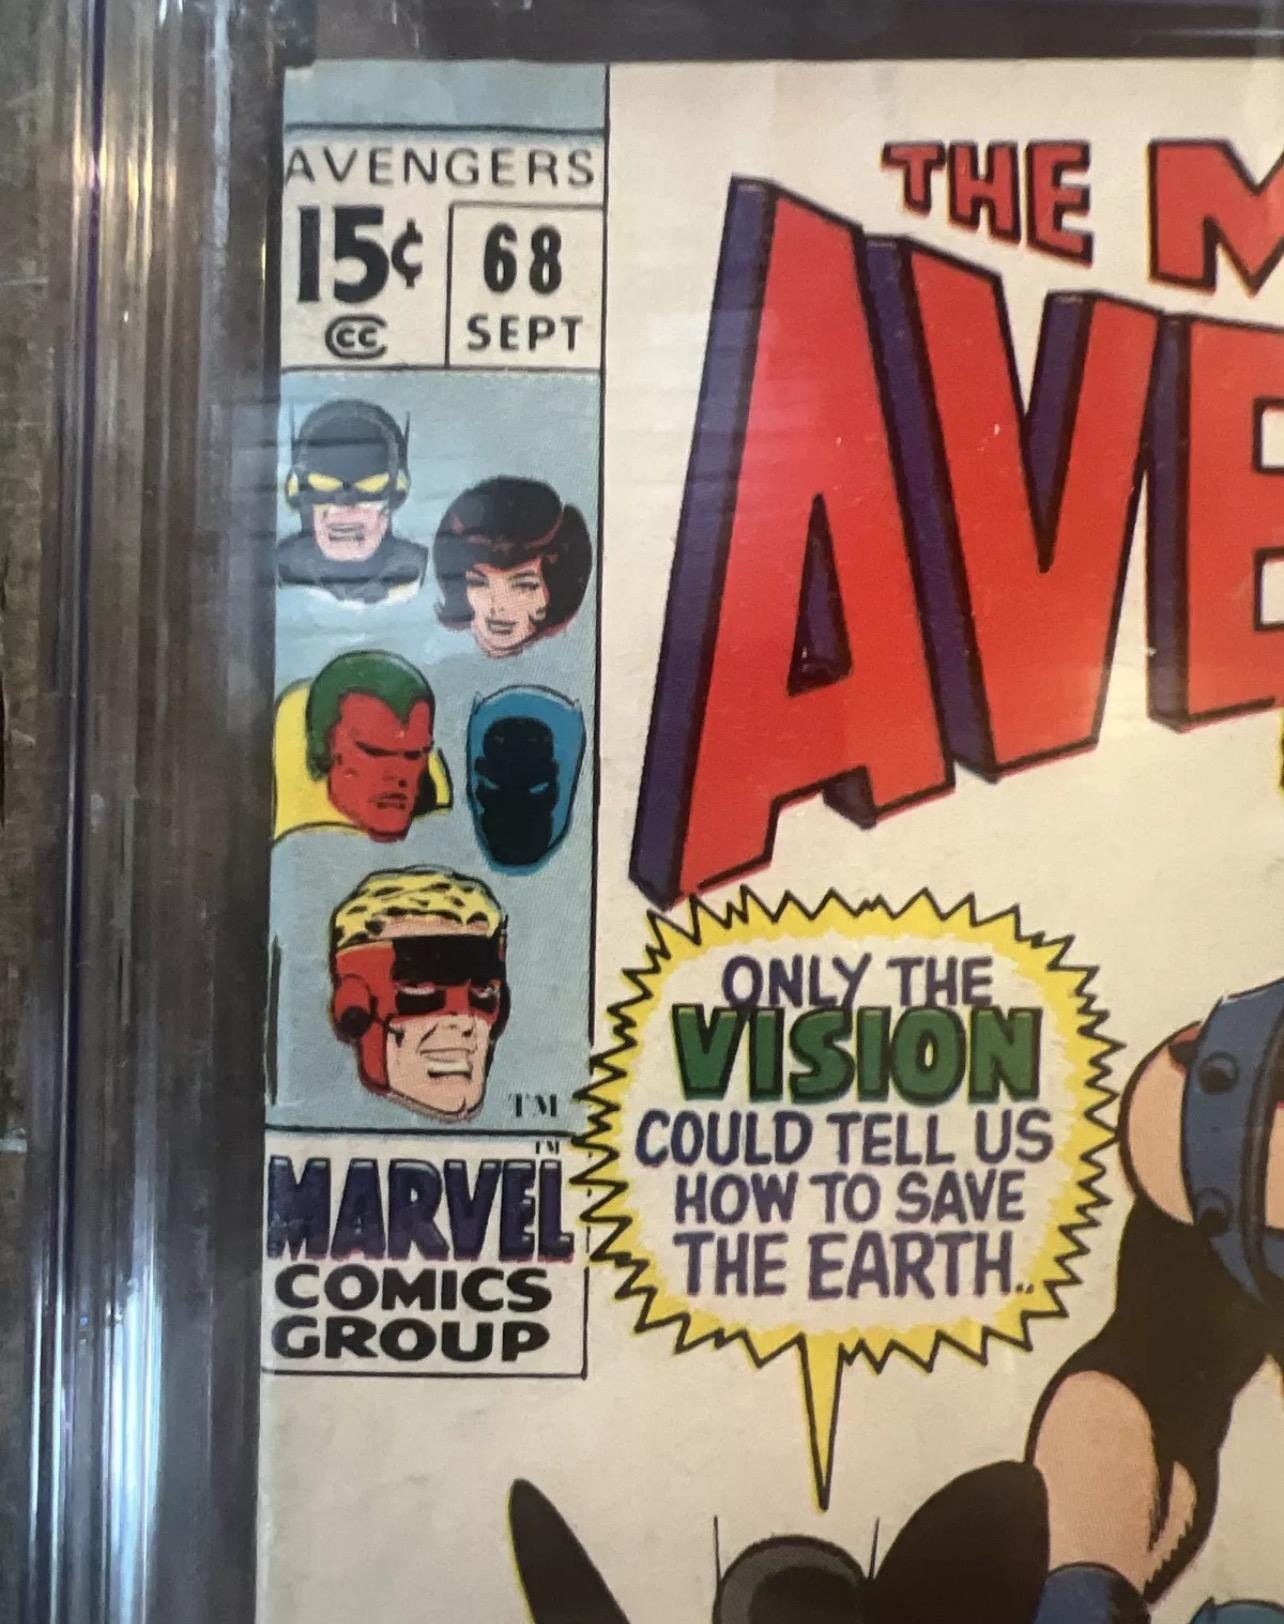 AVENGERS
15¢
68
CC
SEPT
THE
AVE
TM
TM
MARVEL
COMICS
GROUP
ONLY THE
VISION
COULD TELL US
HOW TO SAVE
THE EARTH..